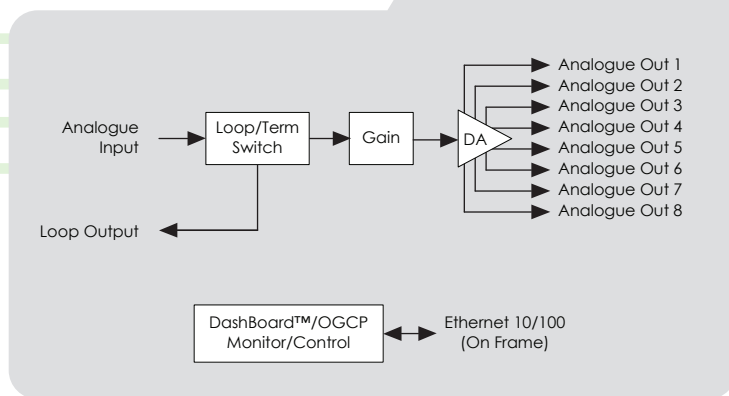 Analogue
Input
Loop/Term
Switch
Gain
DA
Analogue Out 1
Analogue Out 2
Analogue Out 3
Analogue Out 4
Analogue Out 5
Analogue Out 6
Analogue Out 7
Analogue Out 8
Loop Output
DashBoard™/OGCP
Monitor/Control
Ethernet 10/100
(On Frame)